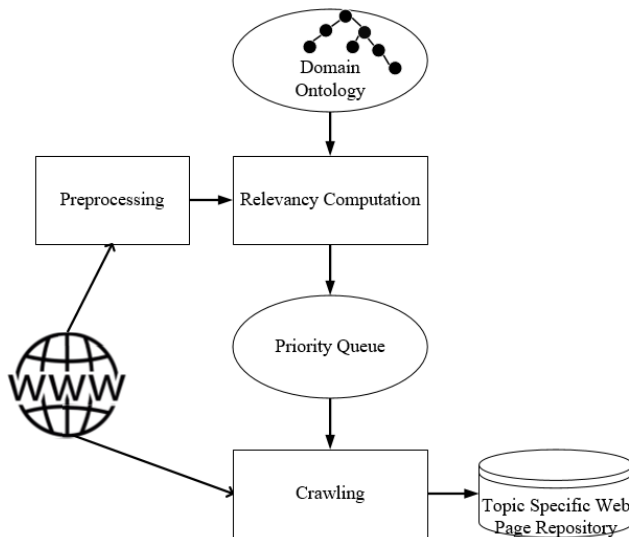 Domain
Ontology
Preprocessing
Relevancy Computation
Priority Queue
WWW
Crawling
Topic Specific Web
Page Repository